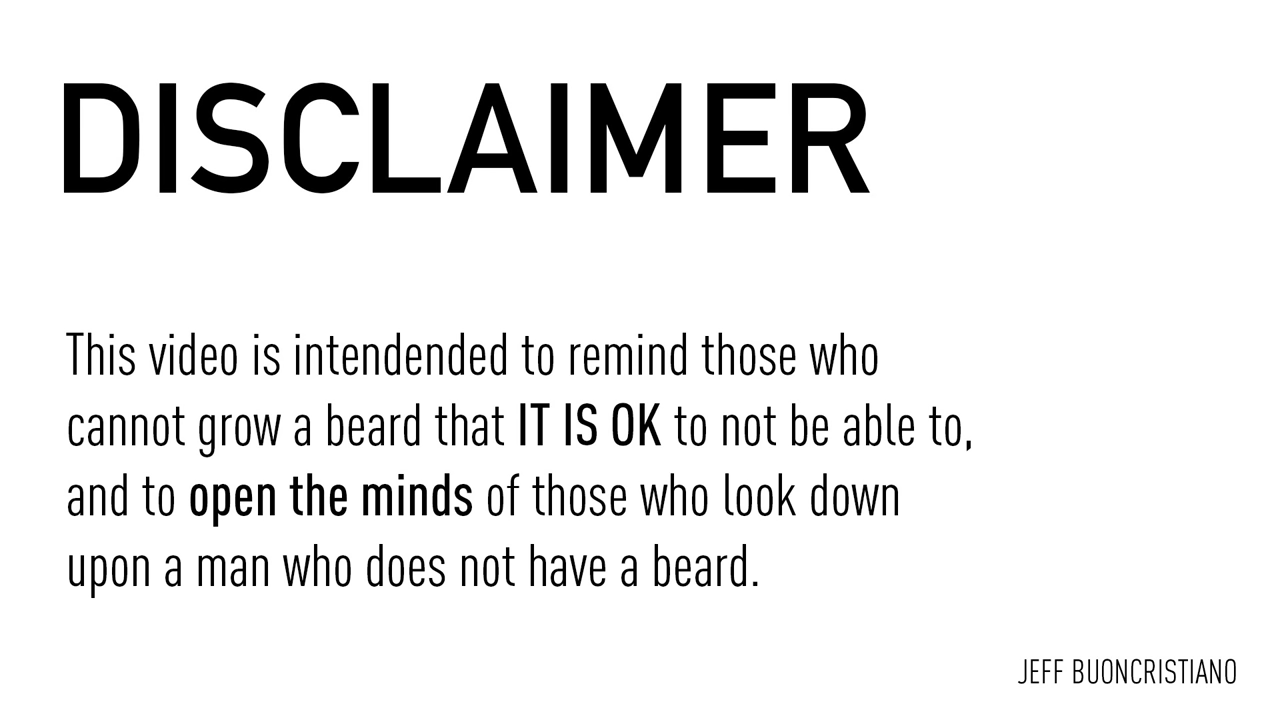 DISCLAIMER
This video is intendended to remind those who
cannot grow a beard that IT IS OK to not be able to,
and to open the minds of those who look down
upon a man who does not have a beard.
JEFF BUONCRISTIANO